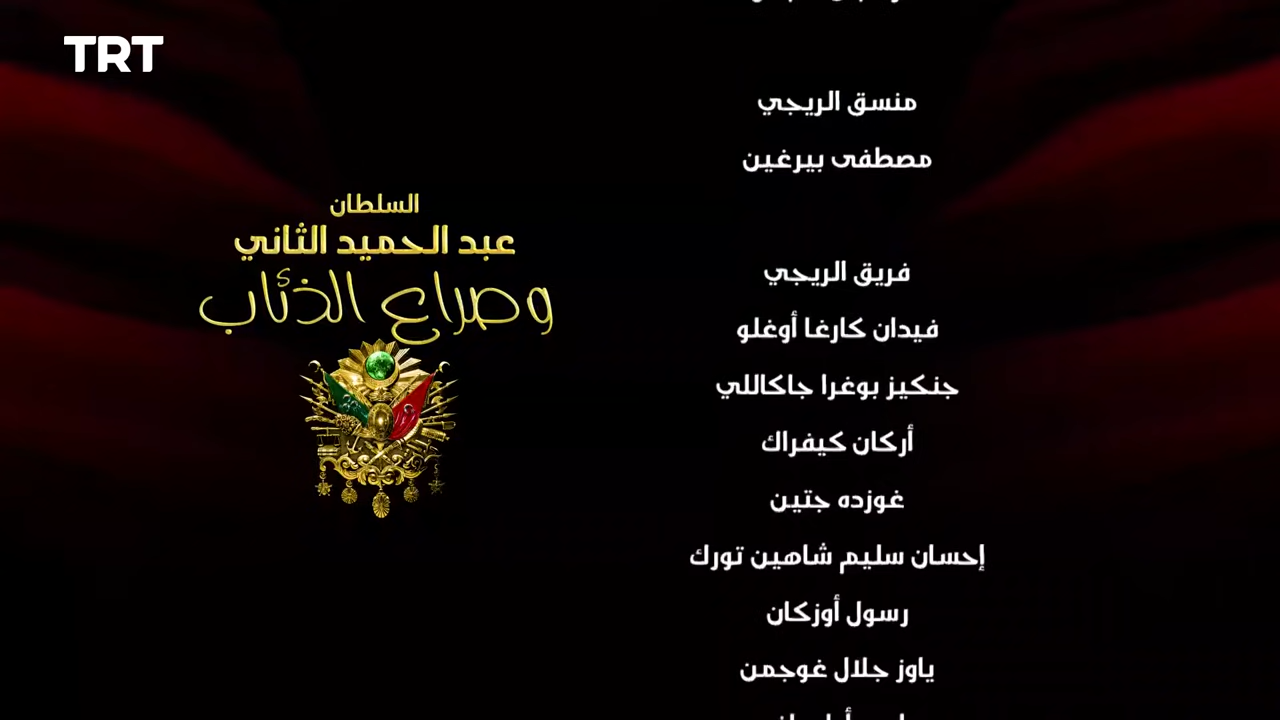 TRT
السلطان
عبد الحميد الثاني
وصراع الذئاب
منسق الريجي
مصطفى بيرغين
فريق الريجي
فيدان كارغا أوغلو
جنكيز بوغرا جاكاللي
أركان كيفراك
غوزده جتين
إحسان سليم شاهين تورك
رسول أوزكان
ياوز جلال غوجمن